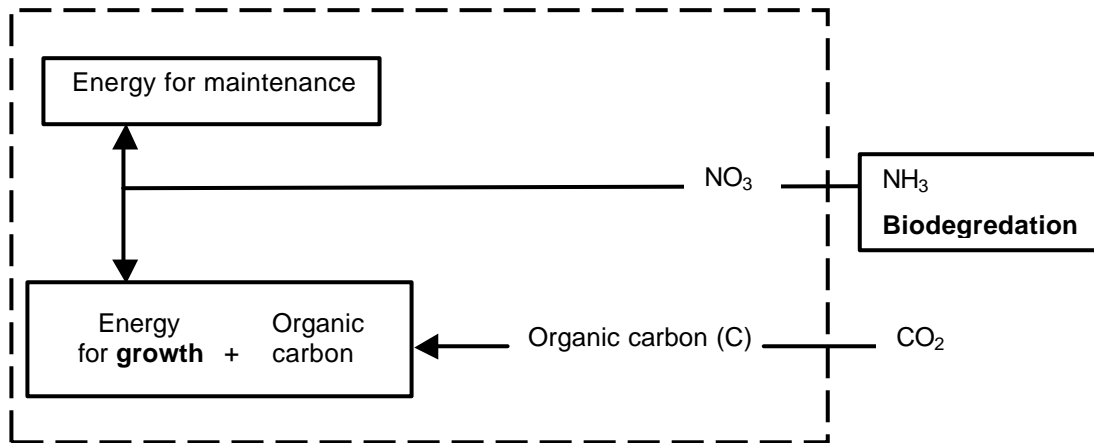 Energy for maintenance
NO₃
NH₃
Biodegredation
Energy
for growth + 
Organic
carbon
Organic carbon (C)
CO₂